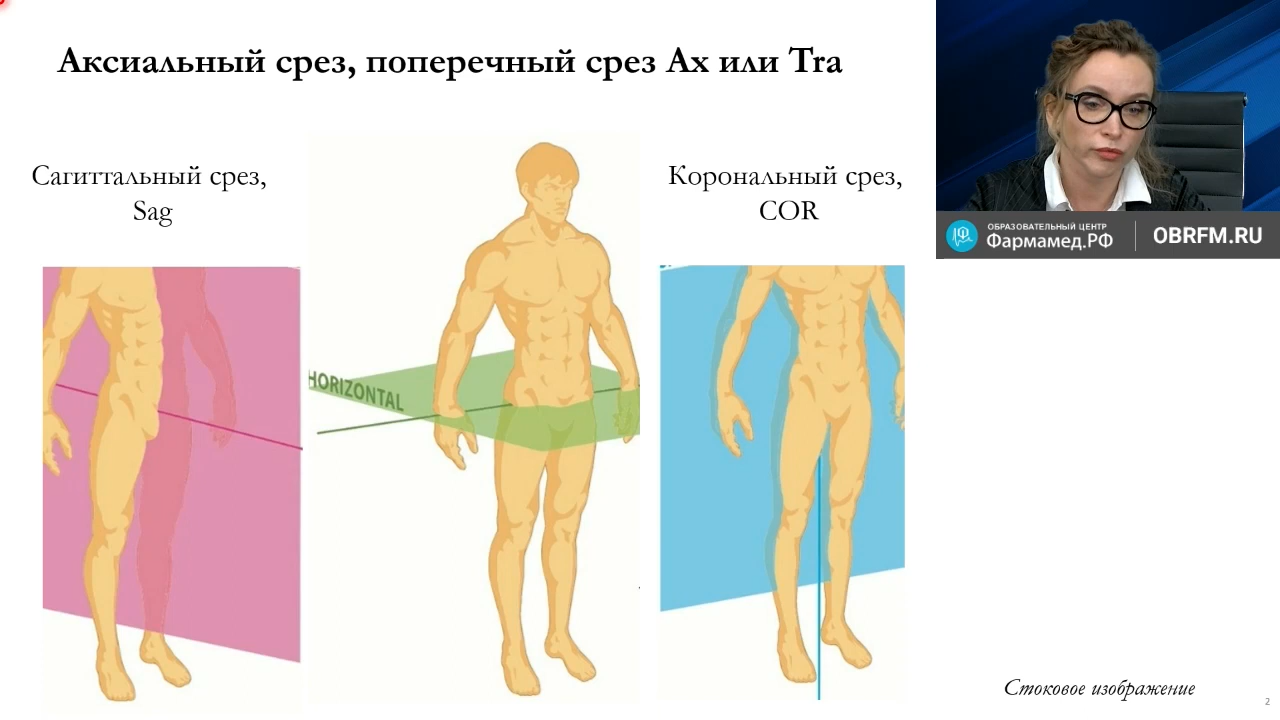 Аксиальный срез, поперечный срез Ax или Tra
Сагиттальный срез,
Sag
Корональный срез,
COR
HORIZONTAL
ОБРАЗОВАТЕЛЬНЫЙ ЦЕНТР
Фармамед.РФ
OBRFM.RU
Стоковое изображение
2